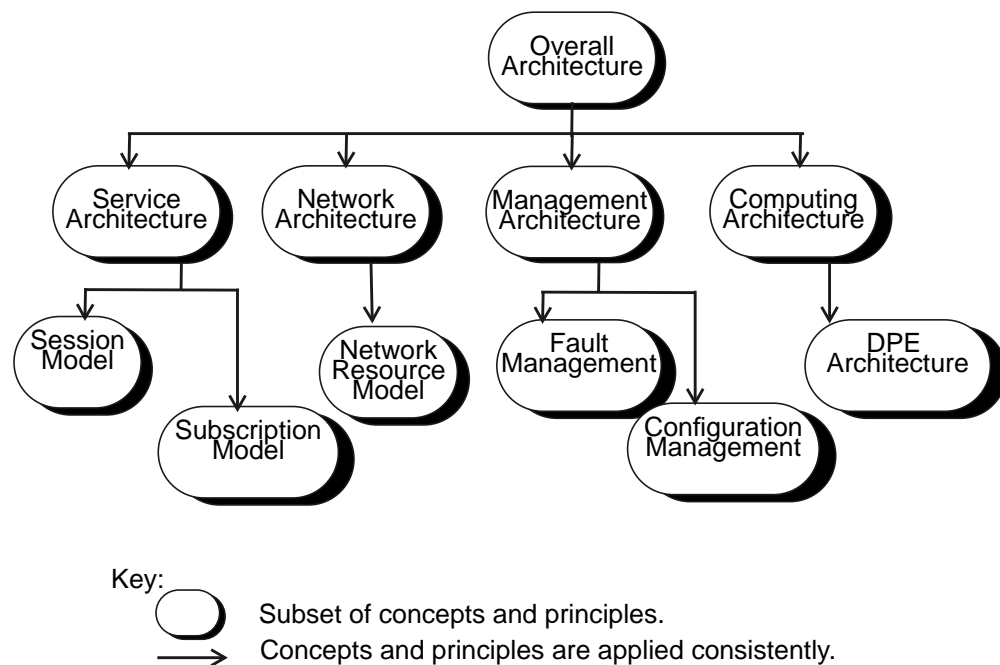 Overall
Architecture
Service
Architecture
Network
Architecture
Management
Architecture
Computing
Architecture
Session
Model
Subscription
Model
Network
Resource
Model
Fault
Management
Configuration
Management
DPE
Architecture
Key:
Subset of concepts and principles.
Concepts and principles are applied consistently.